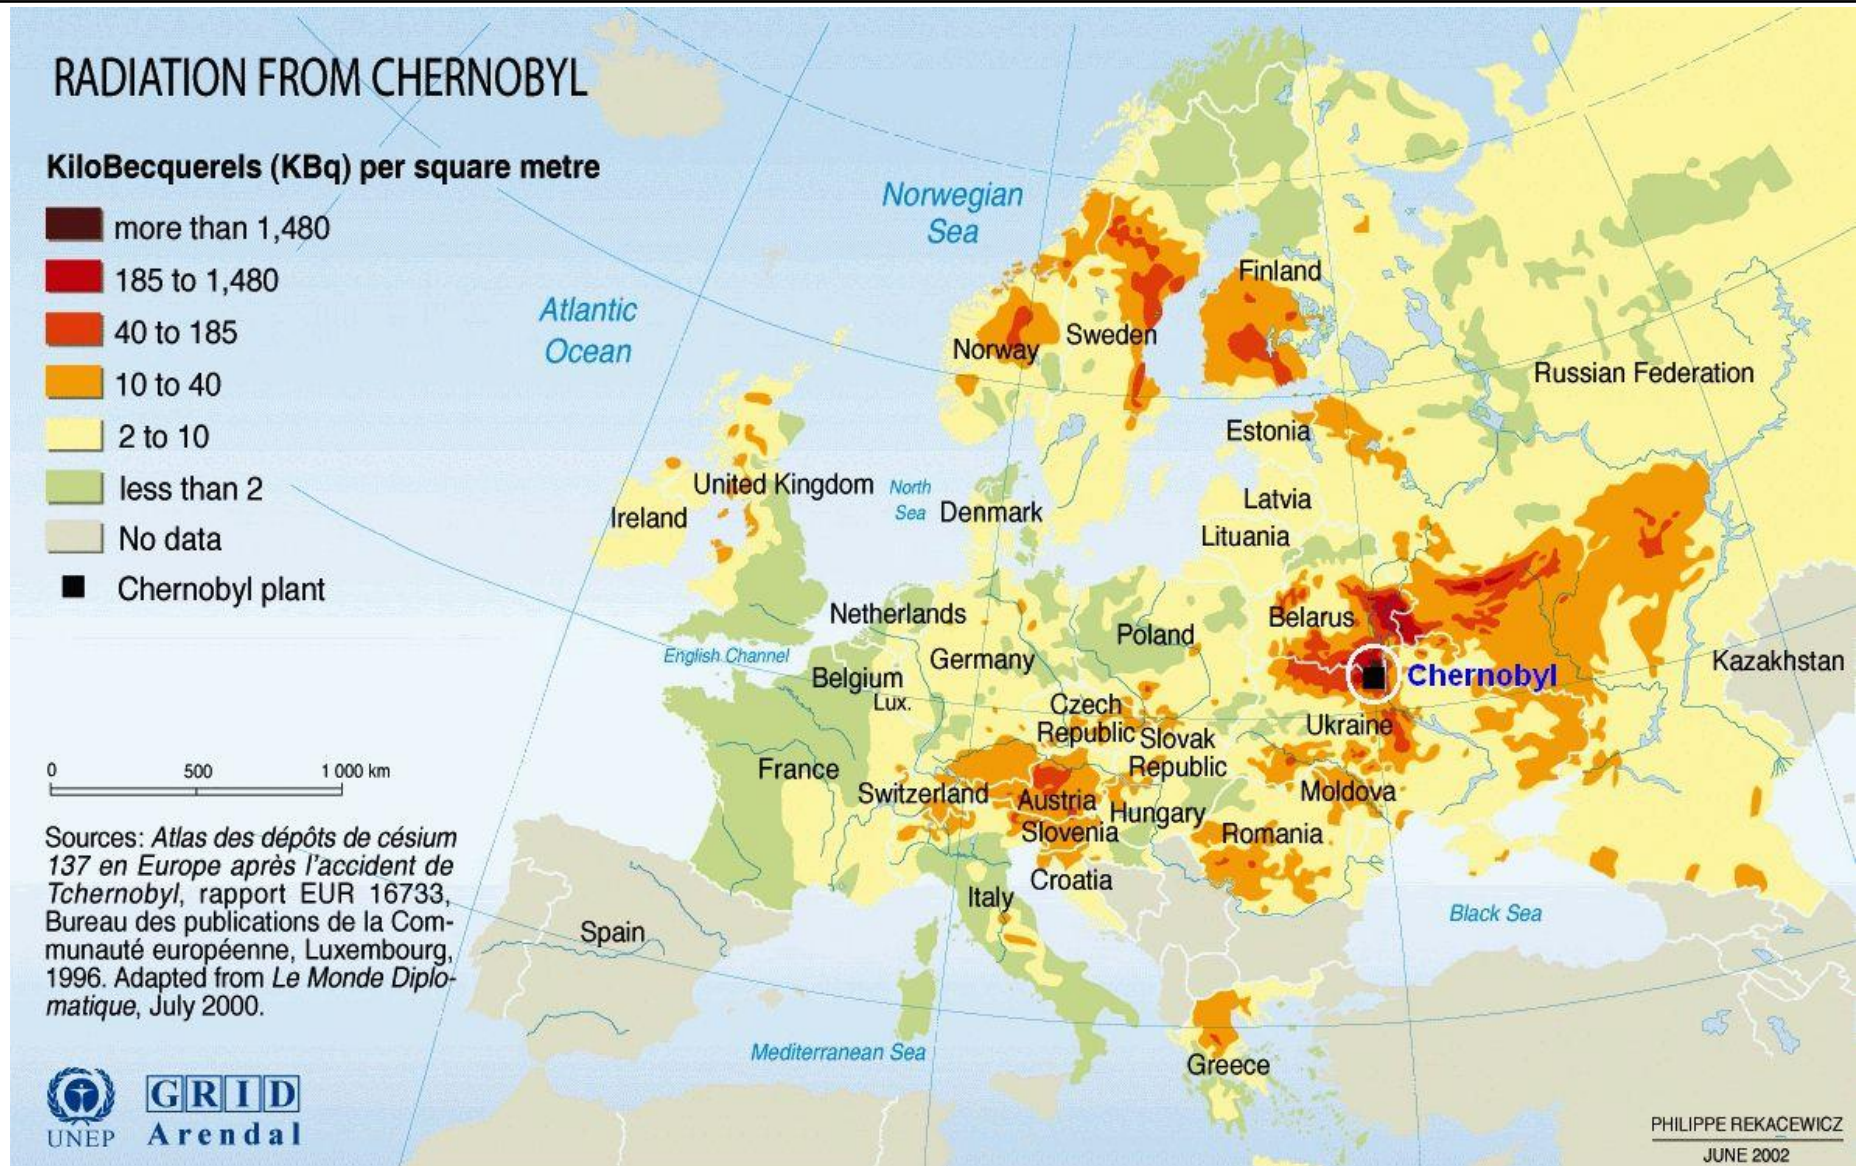 RADIATION FROM CHERNOBYL
KiloBecquerels (KBq) per square metre
more than 1,480
185 to 1,480
40 to 185
10 to 40
2 to 10
less than 2
No data
Chernobyl plant
0 500 1 000 km
Sources: Atlas des dépôts de césium
137 en Europe après l'accident de
Tchernobyl, rapport EUR 16733,
Bureau des publications de la Com-
munauté européenne, Luxembourg,
1996. Adapted from Le Monde Diplo-
matique, July 2000.
UNEP
GRID
Arendal
Norwegian
Sea
Atlantic
Ocean
Finland
Norway
Sweden
Russian Federation
Estonia
United Kingdom
North
Sea
Denmark
Ireland
Latvia
Lituania
Netherlands
Belarus
Poland
English Channel
Germany
Belgium
Lux.
Chernobyl
Kazakhstan
Czech
Republic
Slovak
Republic
Ukraine
France
Switzerland
Austria
Hungary
Moldova
Slovenia
Romania
Croatia
Italy
Spain
Black Sea
Mediterranean Sea
Greece
PHILIPPE REKACEWICZ
JUNE 2002